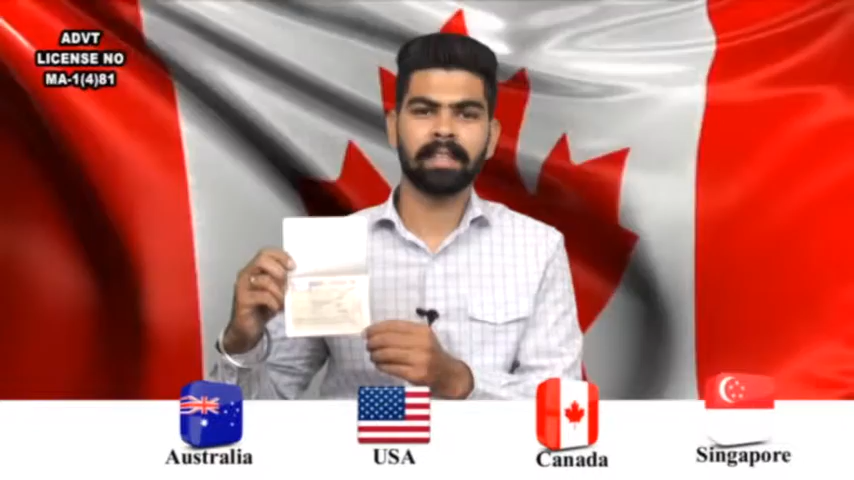 ADVT
LICENSE NO
MA-1(4)81
Australia
USA
Canada
Singapore